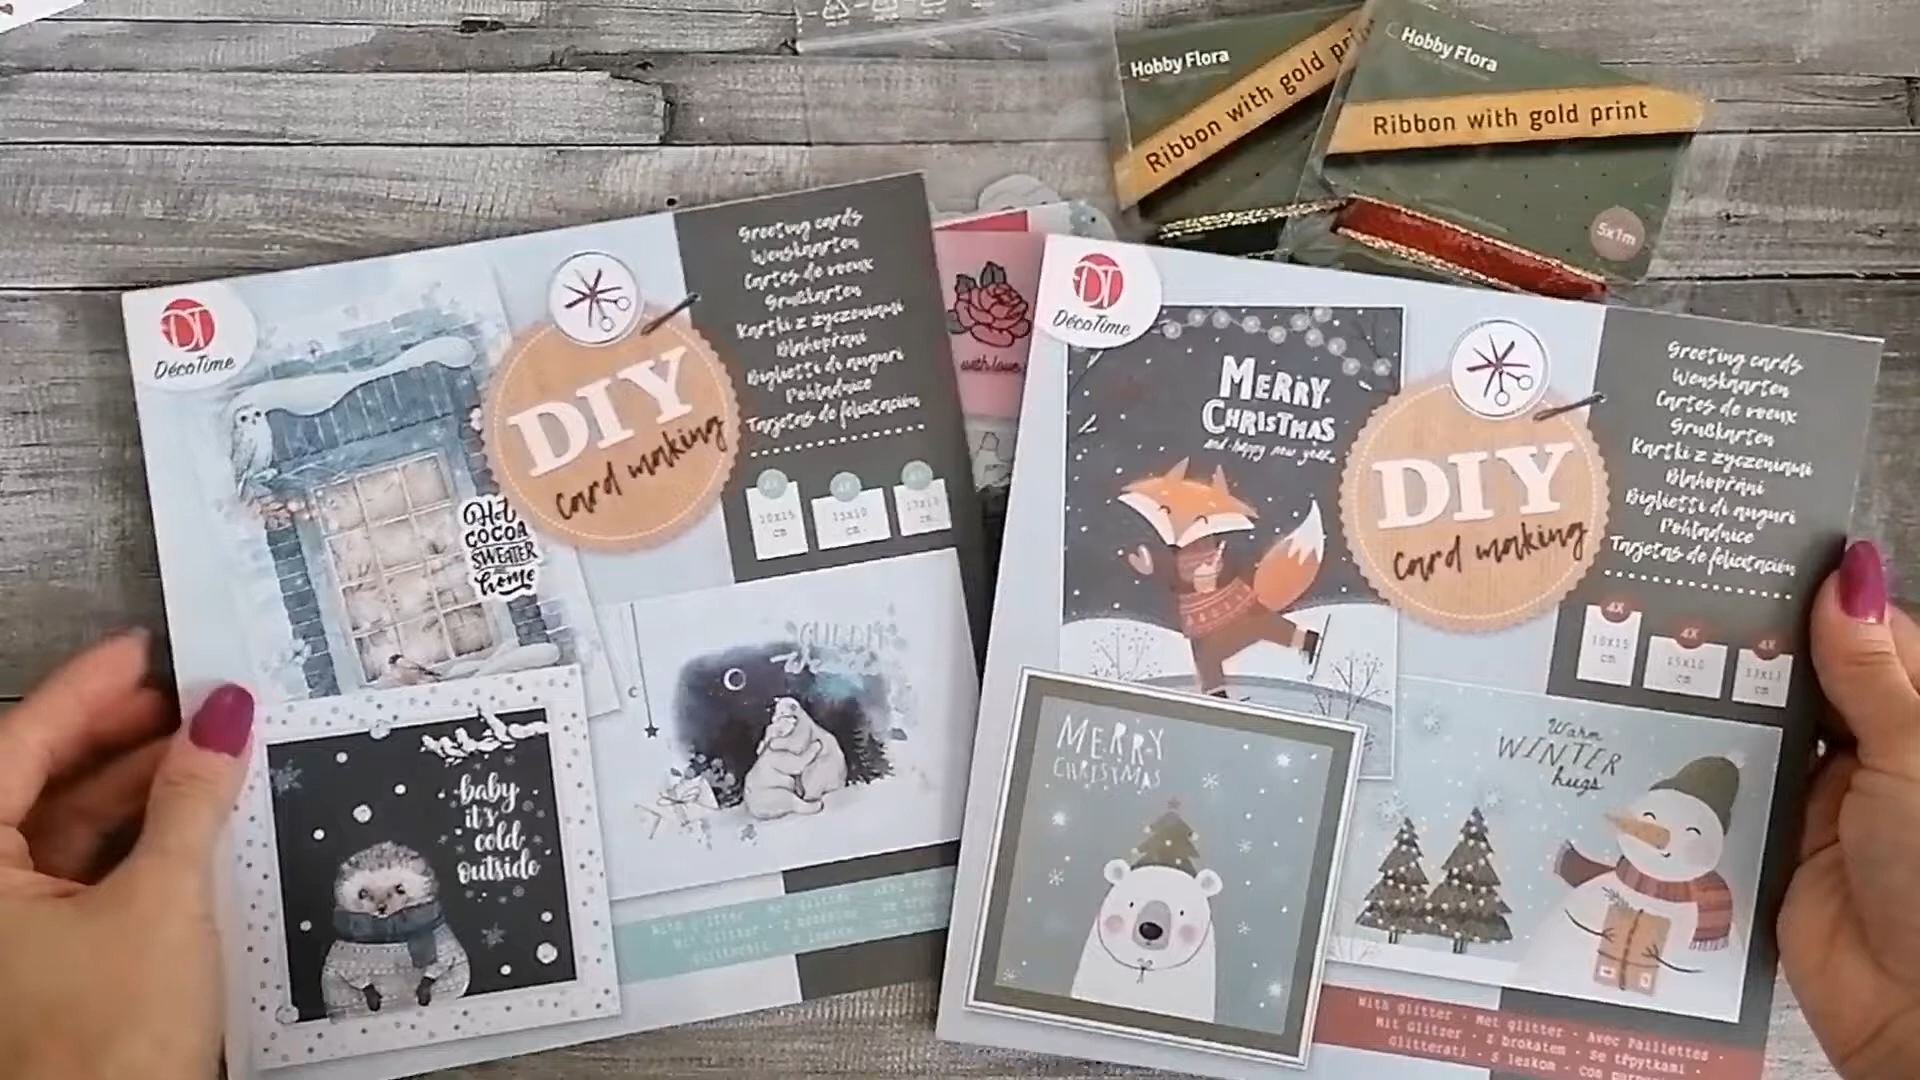 Hobby Flora
Ribbon with gold print
Hobby Flora
Ribbon with gold print
5x1m
DT
DécoTime
DIY
card making
Greeting cards
Wenskaarten
Cartes de voeux
Grußkarten
Kartki z życzeniami
Blahopřání
Biglietti di auguri
Pohľadnice
Tarjetas de felicitación
4X
10x15
cm
4X
15x10
cm
4X
13x13
cm
Hot
COCOA
SWEATER
home
baby
it's
cold
outside
with love
DT
DécoTime
MERRY
CHRISTMAS
and happy new year
DIY
card making
Greeting cards
Wenskaarten
Cartes de voeux
Grußkarten
Kartki z życzeniami
Blahopřání
Biglietti di auguri
Pohľadnice
Tarjetas de felicitación
4X
10x15
cm
4X
15x10
cm
4X
13x13
cm
MERRY
CHRISTMAS
Warm
WINTER
hugs
With glitter · Met glitter · Avec Paillettes ·
Mit Glitzer · Z brokatem · Se třpytkami ·
Glitterati · S leskom ·